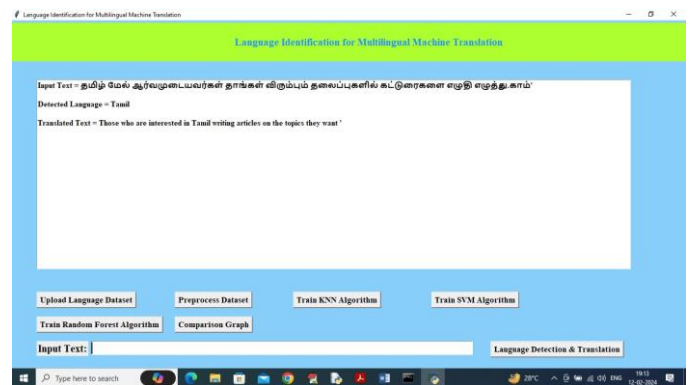 Language Identification for Multilingual Machine Translation
Language Identification for Multilingual Machine Translation
Input Text = தமிழ் மேல் ஆர்வமுடையவர்கள் தாங்கள் விரும்பும் தலைப்புகளில் கட்டுரைகளை எழுதி எழுத்து.காம்'
Detected Language = Tamil
Translated Text = Those who are interested in Tamil writing articles on the topics they want '
Upload Language Dataset Preprocess Dataset Train KNN Algorithm Train SVM Algorithm
Train Random Forest Algorithm Comparison Graph
Input Text: Language Detection & Translation
Type here to search 28°C ENG 19:13
12-02-2024